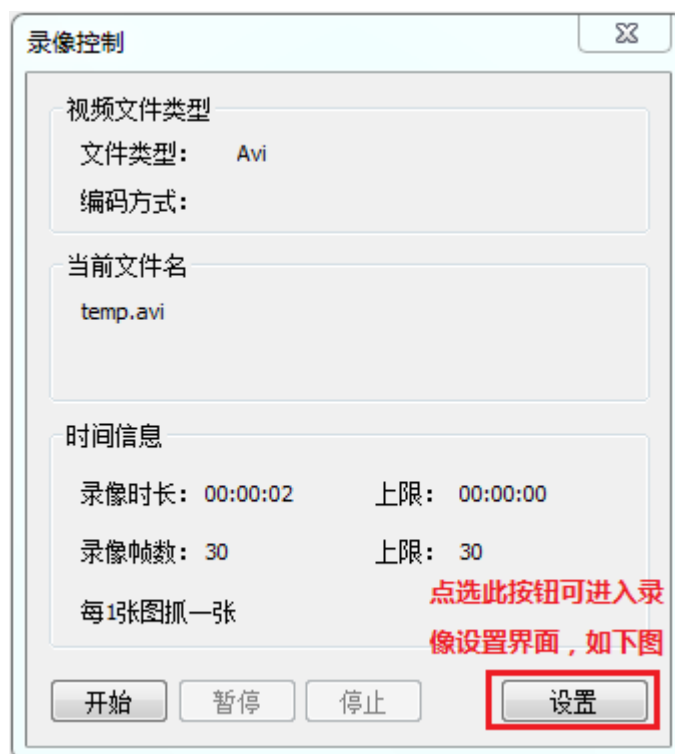 录像控制
视频文件类型
文件类型: Avi
编码方式:
当前文件名
temp.avi
时间信息
录像时长: 00:00:02 上限: 00:00:00
录像帧数: 30 上限: 30
每1张图抓一张
点选此按钮可进入录
像设置界面，如下图
开始 暂停 停止 设置